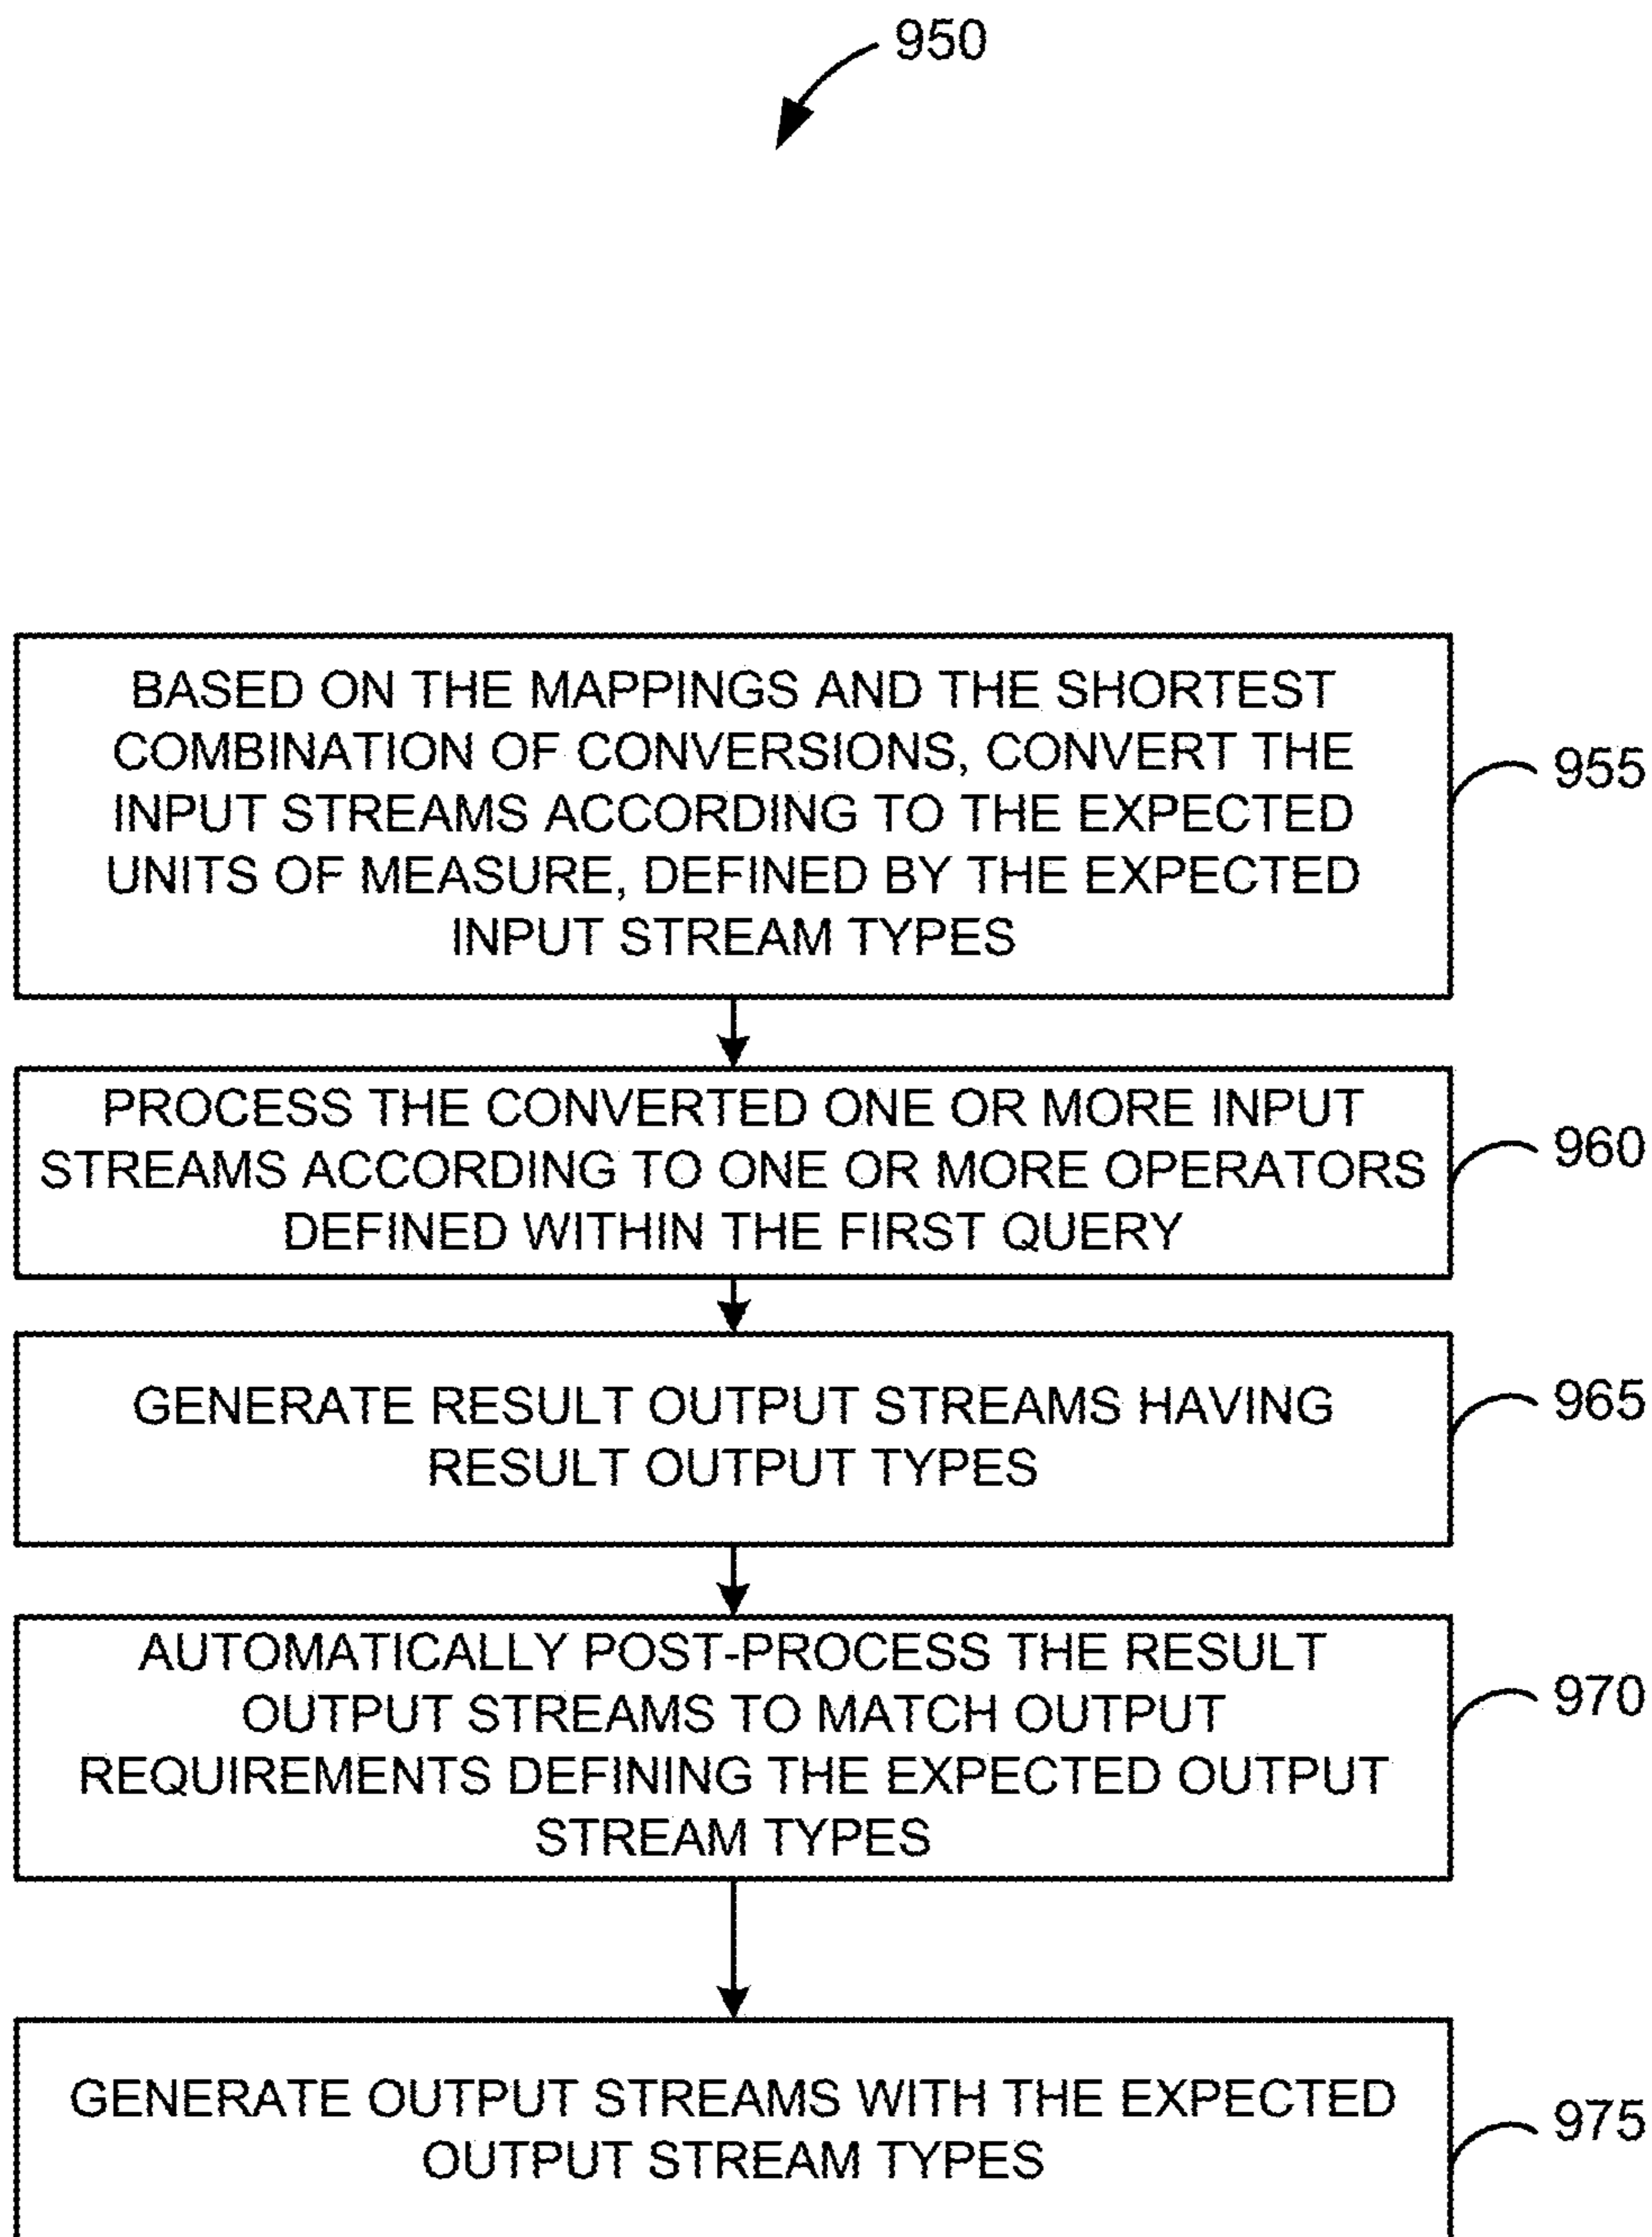 950
BASED ON THE MAPPINGS AND THE SHORTEST
COMBINATION OF CONVERSIONS, CONVERT THE
INPUT STREAMS ACCORDING TO THE EXPECTED
UNITS OF MEASURE, DEFINED BY THE EXPECTED
INPUT STREAM TYPES
955
PROCESS THE CONVERTED ONE OR MORE INPUT
STREAMS ACCORDING TO ONE OR MORE OPERATORS
DEFINED WITHIN THE FIRST QUERY
960
GENERATE RESULT OUTPUT STREAMS HAVING
RESULT OUTPUT TYPES
965
AUTOMATICALLY POST-PROCESS THE RESULT
OUTPUT STREAMS TO MATCH OUTPUT
REQUIREMENTS DEFINING THE EXPECTED OUTPUT
STREAM TYPES
970
GENERATE OUTPUT STREAMS WITH THE EXPECTED
OUTPUT STREAM TYPES
975